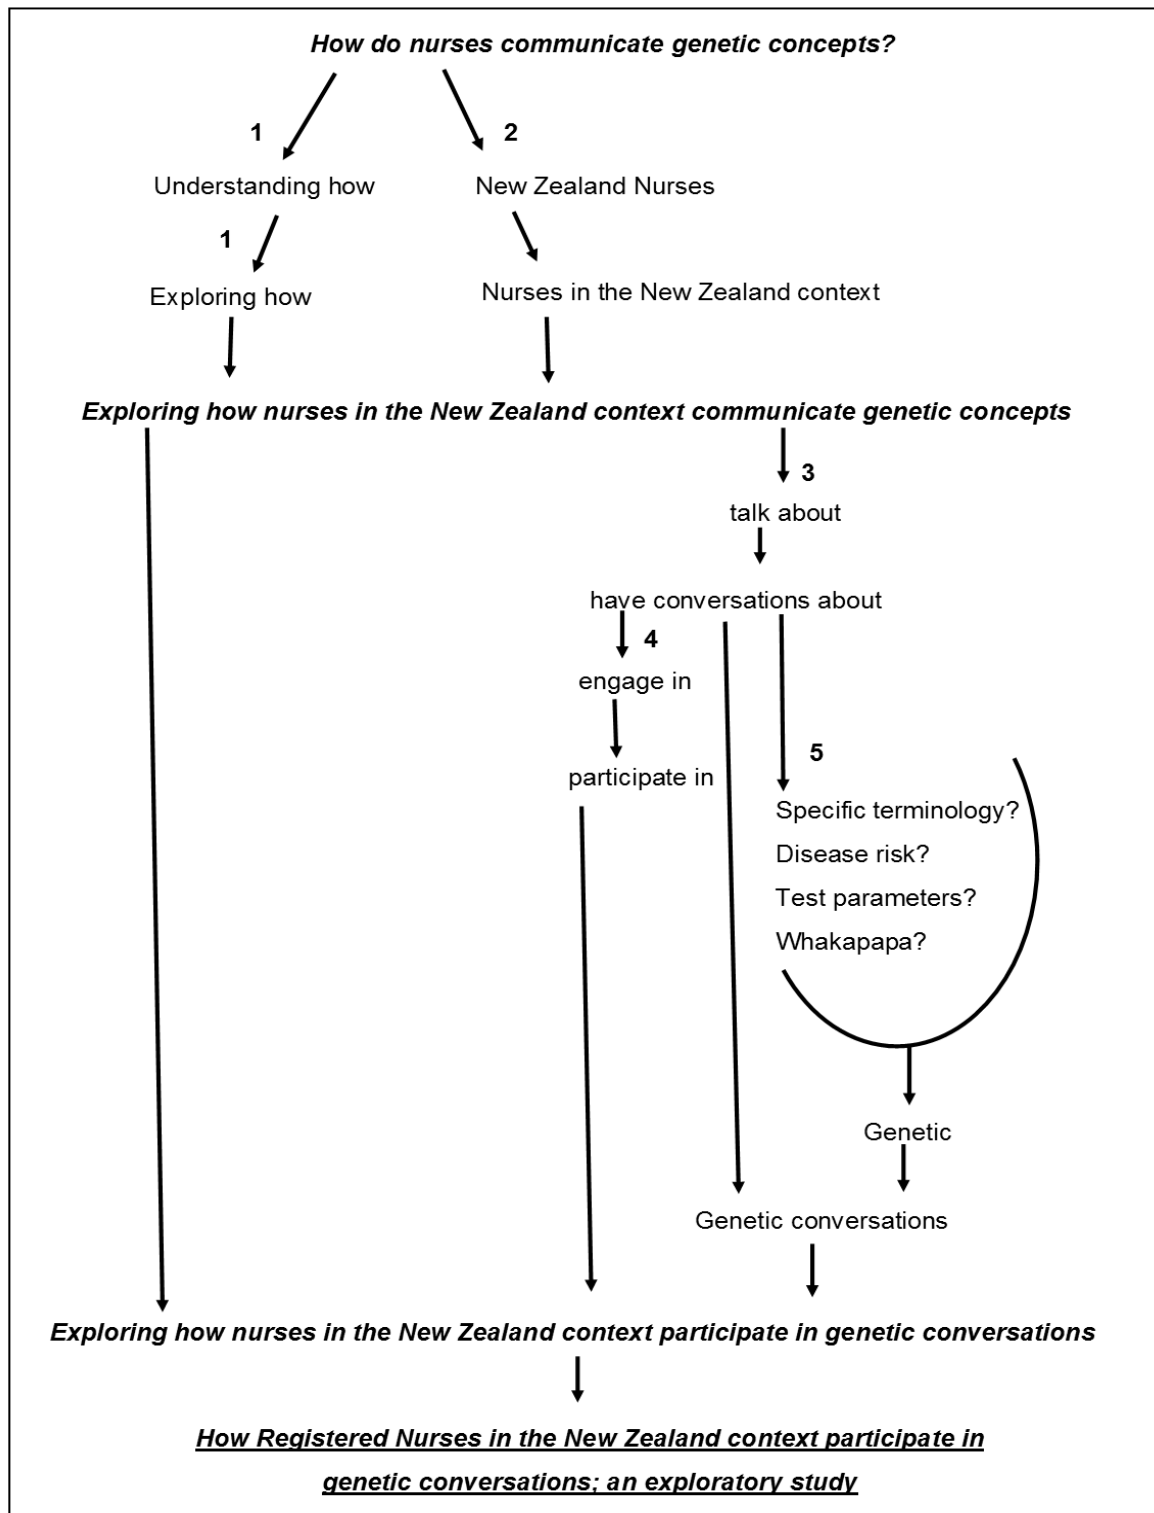 How do nurses communicate genetic concepts?
1
2
Understanding how
New Zealand Nurses
1
Exploring how
Nurses in the New Zealand context
Exploring how nurses in the New Zealand context communicate genetic concepts
3
talk about
have conversations about
4
engage in
5
participate in
Specific terminology?
Disease risk?
Test parameters?
Whakapapa?
Genetic
Genetic conversations
Exploring how nurses in the New Zealand context participate in genetic conversations
How Registered Nurses in the New Zealand context participate in
genetic conversations; an exploratory study